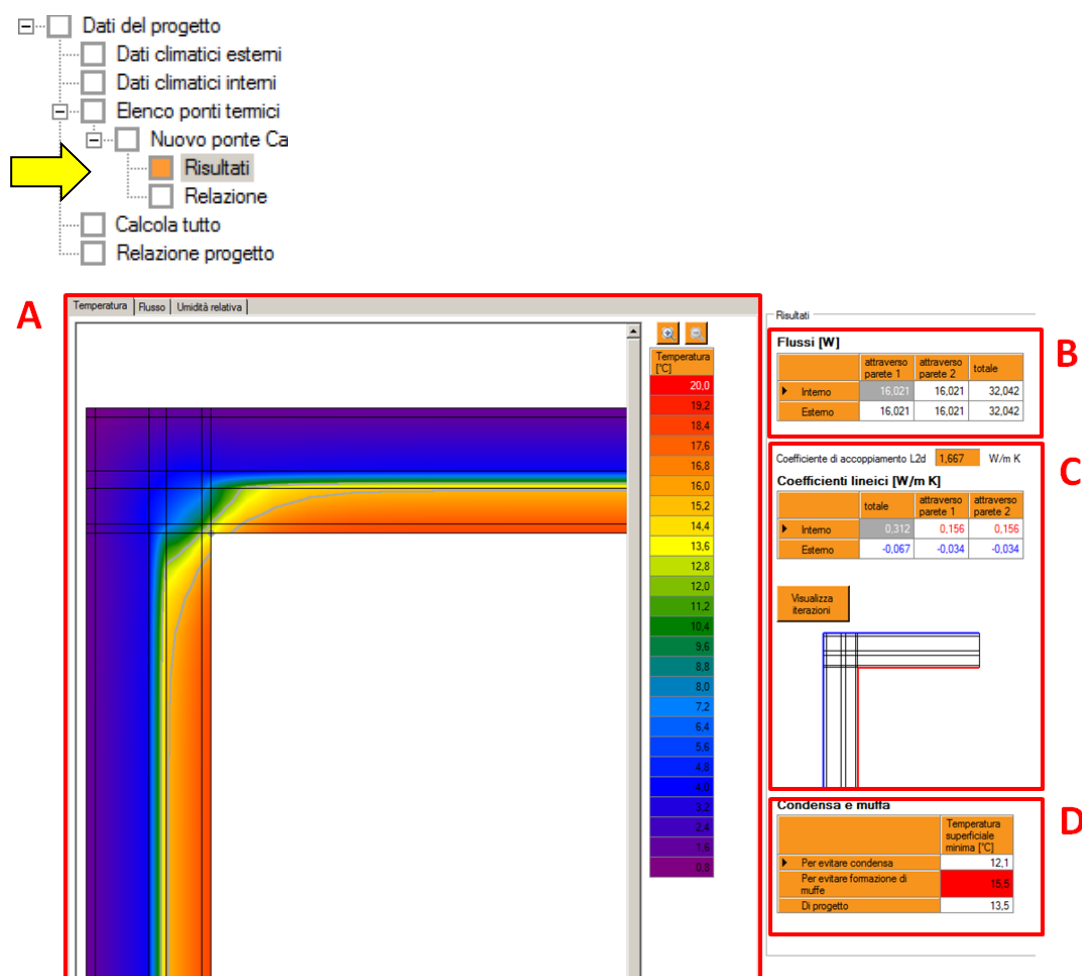 Dati del progetto
Dati climatici esterni
Dati climatici interni
Elenco ponti termici
Nuovo ponte Ca
Risultati
Relazione
Calcola tutto
Relazione progetto
A
Temperatura Flusso Umidità relativa
Temperatura
[°C]
20,0
19,2
18,4
17,6
16,8
16,0
15,2
14,4
13,6
12,8
12,0
11,2
10,4
9,6
8,8
8,0
7,2
6,4
5,6
4,8
4,0
3,2
2,4
1,6
0,8
Risultati
B
Flussi [W]
attraverso parete 1 attraverso parete 2 totale
Interno 16,021 16,021 32,042
Esterno 16,021 16,021 32,042
C
Coefficiente di accoppiamento L2d 1,667 W/m K
Coefficienti lineici [W/m K]
totale attraverso parete 1 attraverso parete 2
Interno 0,312 0,156 0,156
Esterno -0,067 -0,034 -0,034
Visualizza
iterazioni
D
Condensa e muffa
Temperatura
superficiale
minima [°C]
Per evitare condensa 12,1
Per evitare formazione di
muffe 15,5
Di progetto 13,5